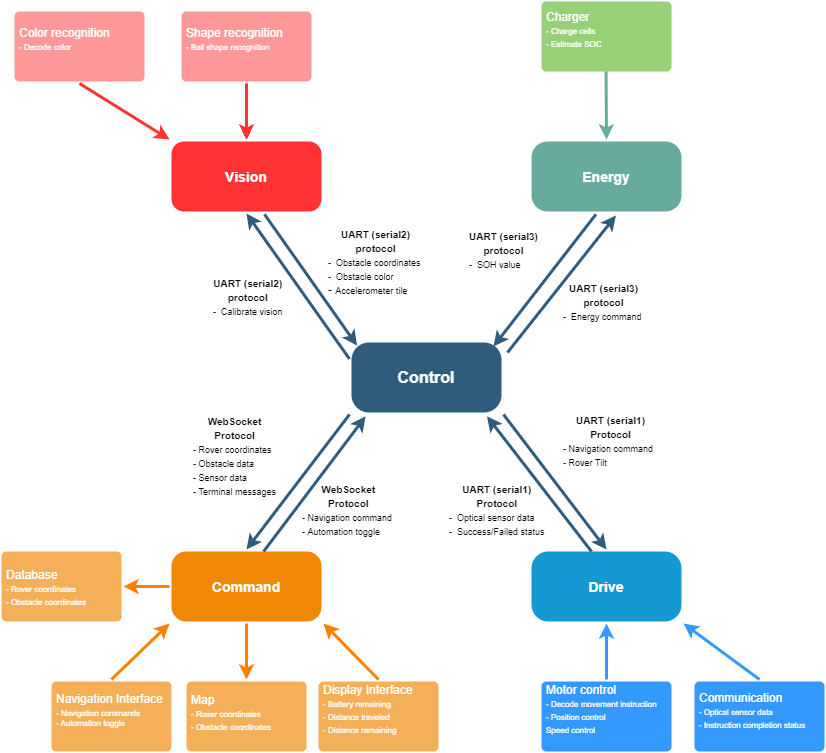 Color recognition
- Decode color
Shape recognition
- Ball shape recognition
Charger
- Charge cells
- Estimate SOC
Vision
Energy
UART (serial2)
protocol
- Obstacle coordinates
- Obstacle color
- Accelerometer tile
UART (serial2)
protocol
- Calibrate vision
UART (serial3)
protocol
- SOH value
UART (serial3)
protocol
- Energy command
Control
WebSocket
Protocol
- Rover coordinates
- Obstacle data
- Sensor data
- Terminal messages
WebSocket
Protocol
- Navigation command
- Automation toggle
UART (serial1)
Protocol
- Navigation command
- Rover Tilt
UART (serial1)
Protocol
- Optical sensor data
- Success/Failed status
Database
- Rover coordinates
- Obstacle coordinates
Command
Drive
Navigation Interface
- Navigation commands
- Automation toggle
Map
- Rover coordinates
- Obstacle coordinates
Display Interface
- Battery remaining
- Distance traveled
- Distance remaining
Motor control
- Decode movement instruction
- Position control
Speed control
Communication
- Optical sensor data
- Instruction completion status